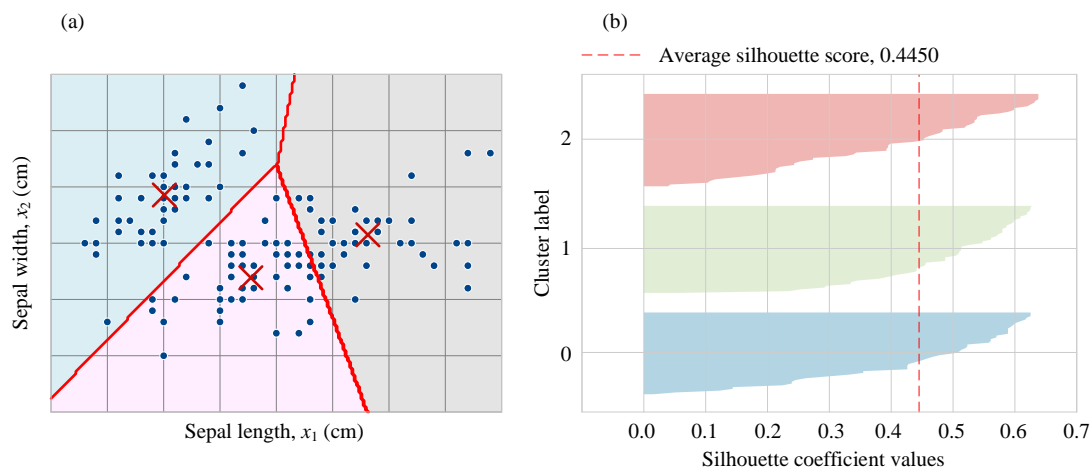 (a)
(b)
Average silhouette score, 0.4450
Sepal width, x₂ (cm)
Sepal length, x₁ (cm)
Cluster label
2
1
0
0.0 0.1 0.2 0.3 0.4 0.5 0.6 0.7
Silhouette coefficient values